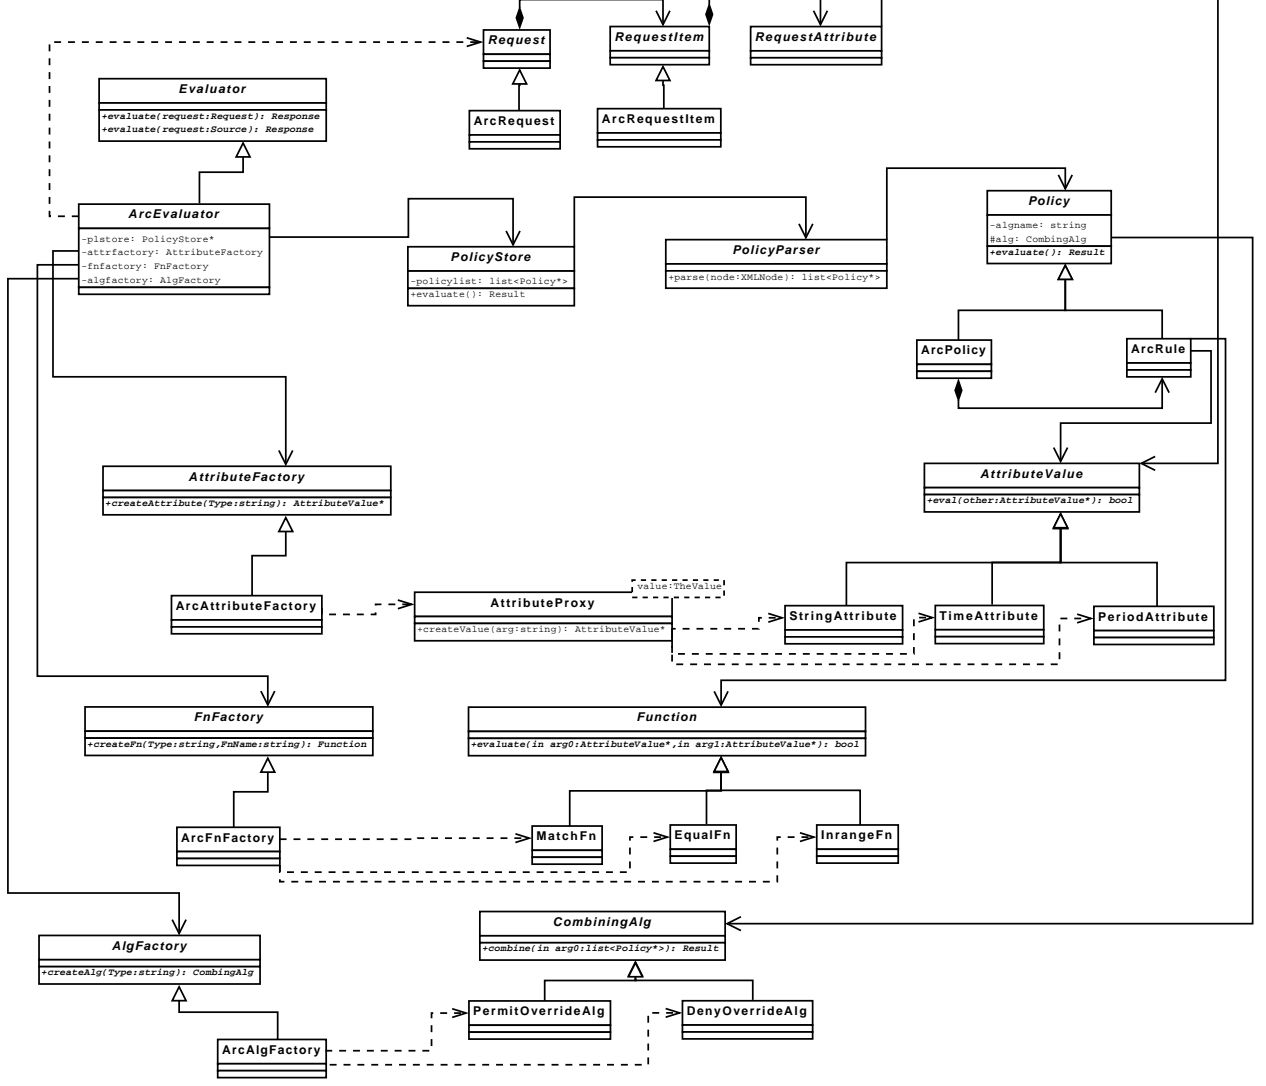 Request
RequestItem
RequestAttribute
Evaluator
+evaluate(request:Request): Response
+evaluate(request:Source): Response
ArcRequest
ArcRequestItem
ArcEvaluator
-plstore: PolicyStore*
-attrfactory: AttributeFactory
-fnfactory: FnFactory
-algfactory: AlgFactory
PolicyStore
-policylist: list<Policy*>
+evaluate(): Result
PolicyParser
+parse(node:XMLNode): list<Policy*>
Policy
-algname: string
#alg: CombingAlg
+evaluate(): Result
ArcPolicy
ArcRule
AttributeFactory
+createAttribute(Type:string): AttributeValue*
AttributeValue
+eval(other:AttributeValue*): bool
ArcAttributeFactory
value:TheValue
AttributeProxy
+createValue(arg:string): AttributeValue*
StringAttribute
TimeAttribute
PeriodAttribute
FnFactory
+createFn(Type:string,FnName:string): Function
Function
+evaluate(in arg0:AttributeValue*,in arg1:AttributeValue*): bool
ArcFnFactory
MatchFn
EqualFn
InrangeFn
CombiningAlg
+combine(in arg0:list<Policy*>): Result
AlgFactory
+createAlg(Type:string): CombingAlg
PermitOverrideAlg
DenyOverrideAlg
ArcAlgFactory